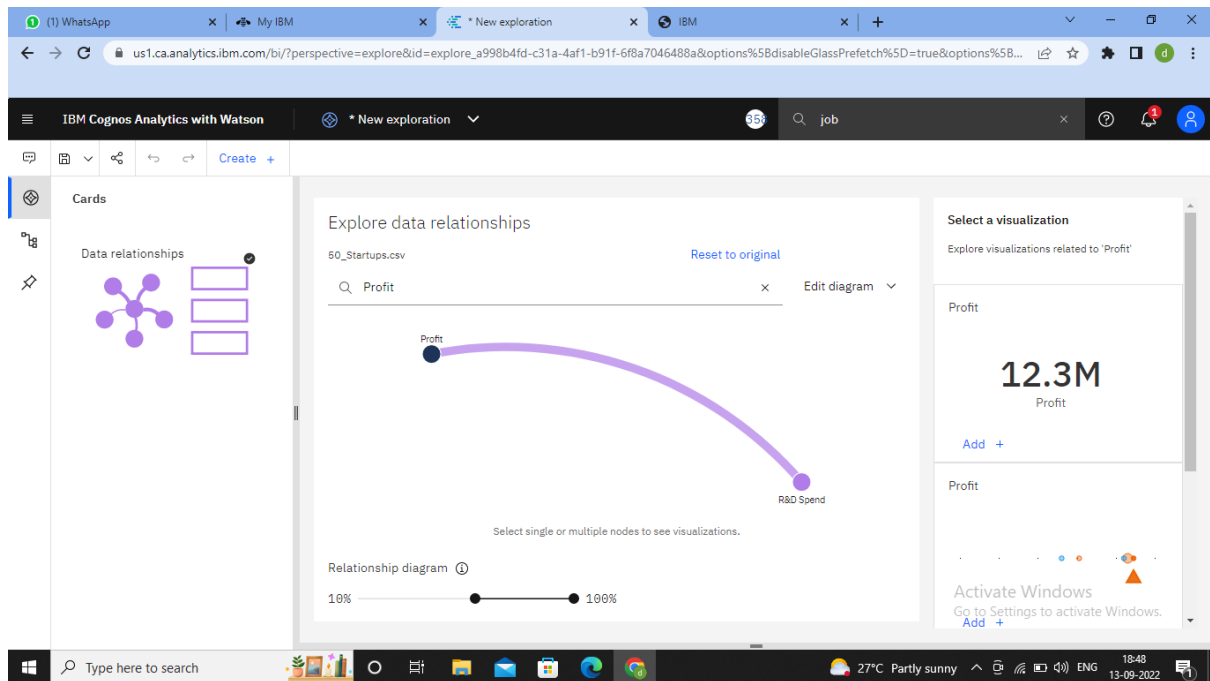 (1) WhatsApp
My IBM
* New exploration
IBM
us1.ca.analytics.ibm.com/bi/?perspective=explore&id=explore_a998b4fd-c31a-4af1-b91f-6f8a7046488a&options%5BdisableGlassPrefetch%5D=true&options%5B...
d
IBM Cognos Analytics with Watson
* New exploration
358
job
1
Create +
Cards
Data relationships
Explore data relationships
50_Startups.csv
Reset to original
Profit
Edit diagram
Profit
R&D Spend
Select single or multiple nodes to see visualizations.
Relationship diagram
10%
100%
Select a visualization
Explore visualizations related to 'Profit'
Profit
12.3M
Profit
Add +
Profit
Activate Windows
Go to Settings to activate Windows.
Add +
Type here to search
27°C Partly sunny
ENG
18:48
13-09-2022
1